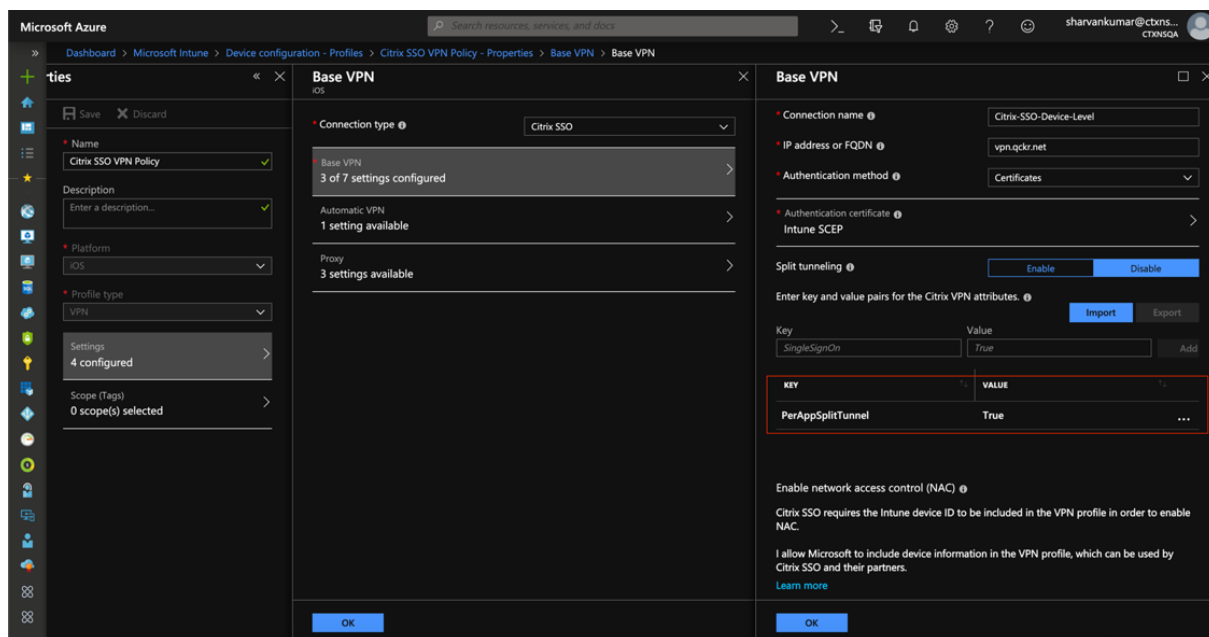 Microsoft Azure
Search resources, services, and docs
sharvankumar@ctxns...
CTXNSQA
Dashboard > Microsoft Intune > Device configuration - Profiles > Citrix SSO VPN Policy - Properties > Base VPN > Base VPN
ties
Save
Discard
* Name
Citrix SSO VPN Policy
Description
Enter a description...
* Platform
iOS
* Profile type
VPN
Settings
4 configured
Scope (Tags)
0 scope(s) selected
Base VPN
iOS
* Connection type
Citrix SSO
* Base VPN
3 of 7 settings configured
Automatic VPN
1 setting available
Proxy
3 settings available
OK
Base VPN
* Connection name
Citrix-SSO-Device-Level
* IP address or FQDN
vpn.qckr.net
* Authentication method
Certificates
* Authentication certificate
Intune SCEP
Split tunneling
Enable
Disable
Enter key and value pairs for the Citrix VPN attributes.
Import
Export
Key
Value
SingleSignOn
True
Add
KEY
VALUE
PerAppSplitTunnel
True
...
Enable network access control (NAC)
Citrix SSO requires the Intune device ID to be included in the VPN profile in order to enable
NAC.
I allow Microsoft to include device information in the VPN profile, which can be used by
Citrix SSO and their partners.
Learn more
OK